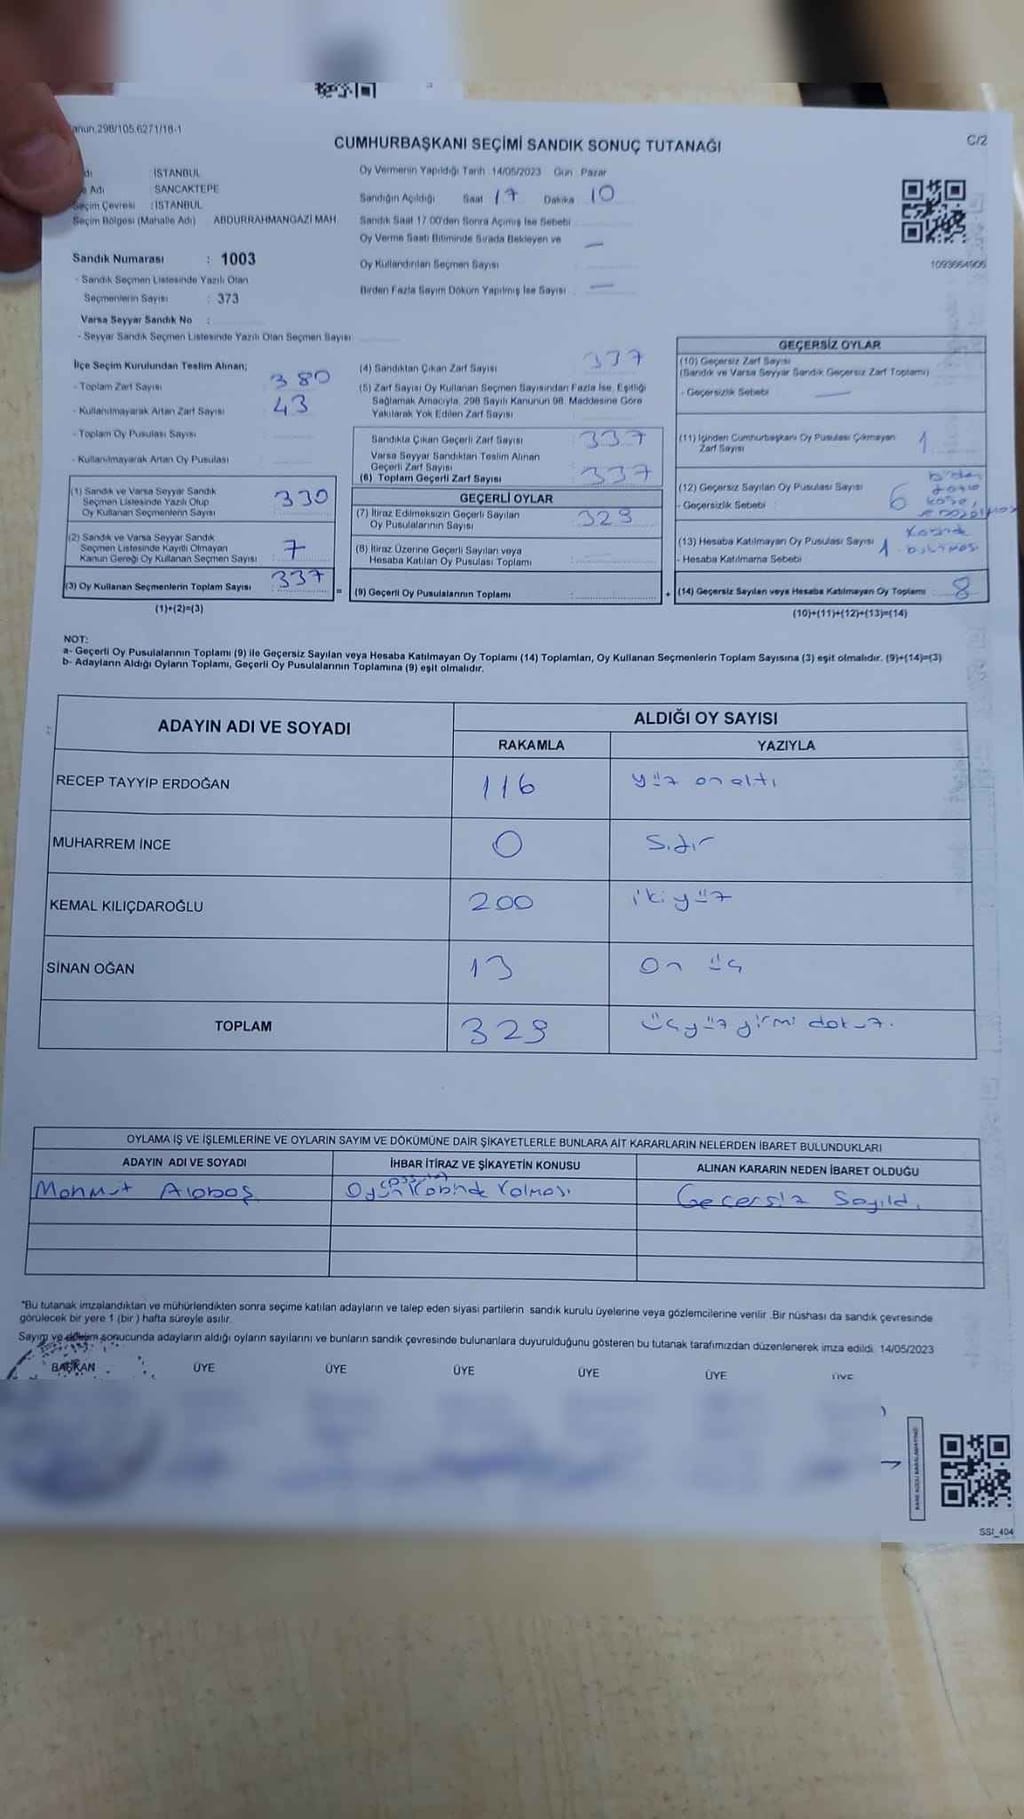 anun.298/105.6271/18-1
CUMHURBAŞKANI SEÇİMİ SANDIK SONUÇ TUTANAĞI
C/2
: İSTANBUL
Adı : SANCAKTEPE
Seçim Çevresi : İSTANBUL
Seçim Bölgesi (Mahalle Adı) ABDURRAHMANGAZİ MAH.
Sandık Numarası : 1003
- Sandık Seçmen Listesinde Yazılı Olan
Seçmenlerin Sayısı : 373
Varsa Seyyar Sandık No :
- Seyyar Sandık Seçmen Listesinde Yazılı Olan Seçmen Sayısı
Oy Vermenin Yapıldığı Tarih 14/05/2023 Gün Pazar
Sandığın Açıldığı Saat 17 Dakika 10
Sandık Saat 17.00'den Sonra Açımış İse Sebebi
Oy Verme Saati Bitiminde Sırada Bekleyen ve —
Oy Kullandırılan Seçmen Sayısı
Birden Fazla Sayım Döküm Yapılmış İse Sayısı —
1093664906
İlçe Seçim Kurulundan Teslim Alınan;
- Toplam Zarf Sayısı 380
- Kullanılmayarak Artan Zarf Sayısı 43
- Toplam Oy Pusulası Sayısı
- Kullanılmayarak Artan Oy Pusulası
(1) Sandık ve Varsa Seyyar Sandık
Seçmen Listesinde Yazılı Olup
Oy Kullanan Seçmenlerin Sayısı 330
(2) Sandık ve Varsa Seyyar Sandık
Seçmen Listesinde Kayıtlı Olmayan
Kanun Gereği Oy Kullanan Seçmen Sayısı 7
(3) Oy Kullanan Seçmenlerin Toplam Sayısı 337
(1)+(2)=(3)
(4) Sandıktan Çıkan Zarf Sayısı 337
(5) Zarf Sayısı Oy Kullanan Seçmen Sayısından Fazla İse, Eşitliği
Sağlamak Amacıyla, 298 Sayılı Kanunun 98. Maddesine Göre
Yakılarak Yok Edilen Zarf Sayısı
Sandıkta Çıkan Geçerli Zarf Sayısı 337
Varsa Seyyar Sandıktan Teslim Alınan
Geçerli Zarf Sayısı
(6) Toplam Geçerli Zarf Sayısı 337
GEÇERLİ OYLAR
(7) İtiraz Edilmeksizin Geçerli Sayılan
Oy Pusulalarının Sayısı 329
(8) İtiraz Üzerine Geçerli Sayılan veya
Hesaba Katılan Oy Pusulası Toplamı
= (9) Geçerli Oy Pusulalarının Toplamı :
GEÇERSİZ OYLAR
(10) Geçersiz Zarf Sayısı
(Sandık ve Varsa Seyyar Sandık Geçersiz Zarf Toplamı)
- Geçersizlik Sebebi —
(11) İçinden Cumhurbaşkanı Oy Pusulası Çıkmayan
Zarf Sayısı 1
(12) Geçersiz Sayılan Oy Pusulası Sayısı 6
- Geçersizlik Sebebi birden fazla
(13) Hesaba Katılmayan Oy Pusulası Sayısı 1
- Hesaba Katılmama Sebebi
+ (14) Geçersiz Sayılan veya Hesaba Katılmayan Oy Toplamı 8
(10)+(11)+(12)+(13)=(14)
NOT:
a- Geçerli Oy Pusulasının Toplamı (9) ile Geçersiz Sayılan veya Hesaba Katılmayan Oy Toplamı (14) Toplamları, Oy Kullanan Seçmenlerin Toplam Sayısına (3) eşit olmalıdır. (9)+(14)=(3)
b- Adayların Aldığı Oyların Toplamı, Geçerli Oy Pusulalarının Toplamına (9) eşit olmalıdır.
ADAYIN ADI VE SOYADI
ALDIĞI OY SAYISI
RAKAMLA YAZIYLA
RECEP TAYYİP ERDOĞAN 116 yüz on altı
MUHARREM İNCE 0 Sıfır
KEMAL KILIÇDAROĞLU 200 iki yüz
SİNAN OĞAN 13 On üç
TOPLAM 329 üç yüz yirmi dokuz.
OYLAMA İŞ VE İŞLEMLERİNE VE OYLARIN SAYIM VE DÖKÜMÜNE DAİR ŞİKAYETLERLE BUNLARA AİT KARARLARIN NELERDEN İBARET BULUNDUKLARI
ADAYIN ADI VE SOYADI İHBAR İTİRAZ VE ŞİKAYETİN KONUSU ALINAN KARARIN NEDEN İBARET OLDUĞU
Mahmut Alabaş Oyun Kabinde Kalması Geçersiz Sayıldı.
*Bu tutanak imzalandıktan ve mühürlendikten sonra seçime katılan adayların ve talep eden siyasi partilerin sandık kurulu üyelerine veya gözlemcilerine verilir. Bir nüshası da sandık çevresinde
görülecek bir yere 1 (bir) hafta süreyle asılır.
Sayım ve döküm sonucunda adayların aldığı oyların sayılarını ve bunların sandık çevresinde bulunanlara duyurulduğunu gösteren bu tutanak tarafımızdan düzenlenerek imza edildi. 14/05/2023
BAŞKAN ÜYE ÜYE ÜYE ÜYE ÜYE ÜYE
SSI_404